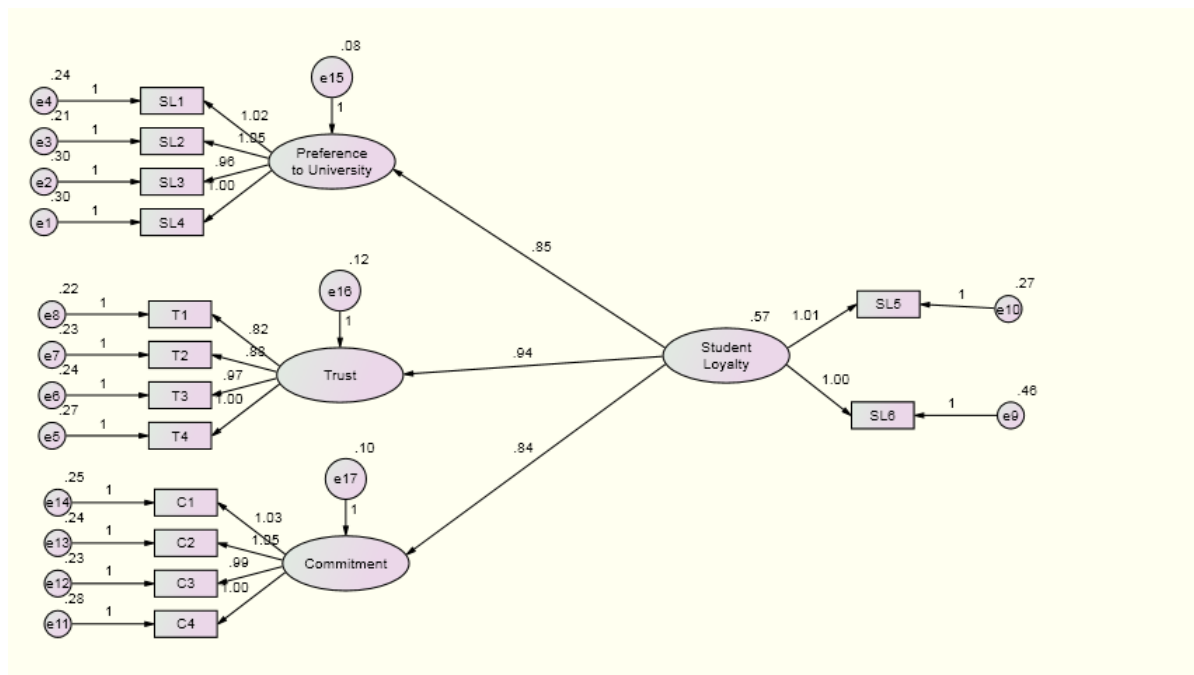 .08
.24
e15
e4
1
SL1
1
1.02
.21
e3
1
SL2
1.05
Preference
to University
.30
e2
1
SL3
.96
1.00
.30
e1
1
SL4
.85
.12
e16
.22
e8
1
T1
1
.82
.23
e7
1
T2
.88
Trust
.24
e6
1
T3
.97
1.00
.27
e5
1
T4
.94
.57
Student
Loyalty
1.01
SL5
1
.27
e10
1.00
SL6
1
.46
e9
.84
.10
e17
.25
e14
1
C1
1
1.03
.24
e13
1
C2
1.05
Commitment
.23
e12
1
C3
.99
1.00
.28
e11
1
C4